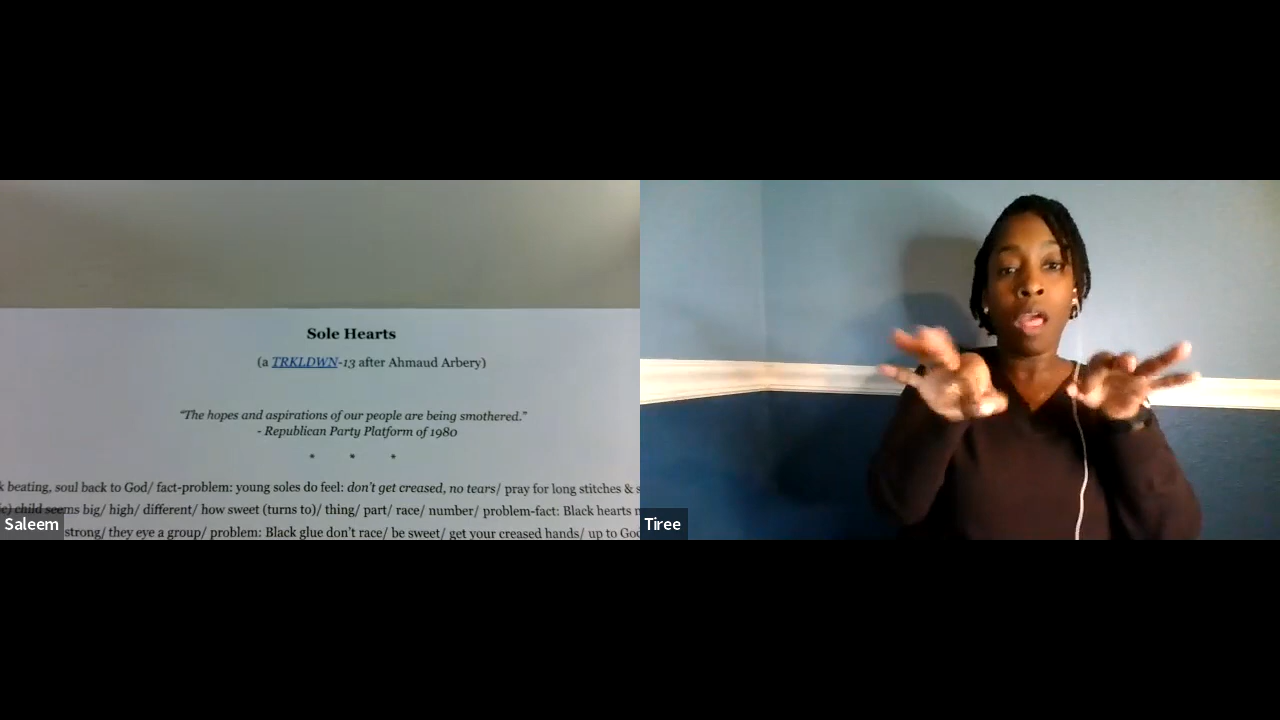 Sole Hearts
(a TRKLDWN-13 after Ahmaud Arbery)
“The hopes and aspirations of our people are being smothered.”
- Republican Party Platform of 1980
* * *
beating, soul back to God/ fact-problem: young soles do feel: don't get creased, no tears/ pray for long stitches &
child seems big/ high/ different/ how sweet (turns to)/ thing/ part/ race/ number/ problem-fact: Black hearts
strong/ they eye a group/ problem: Black glue don't race/ be sweet/ get your creased hands/ up to
Saleem
Tiree